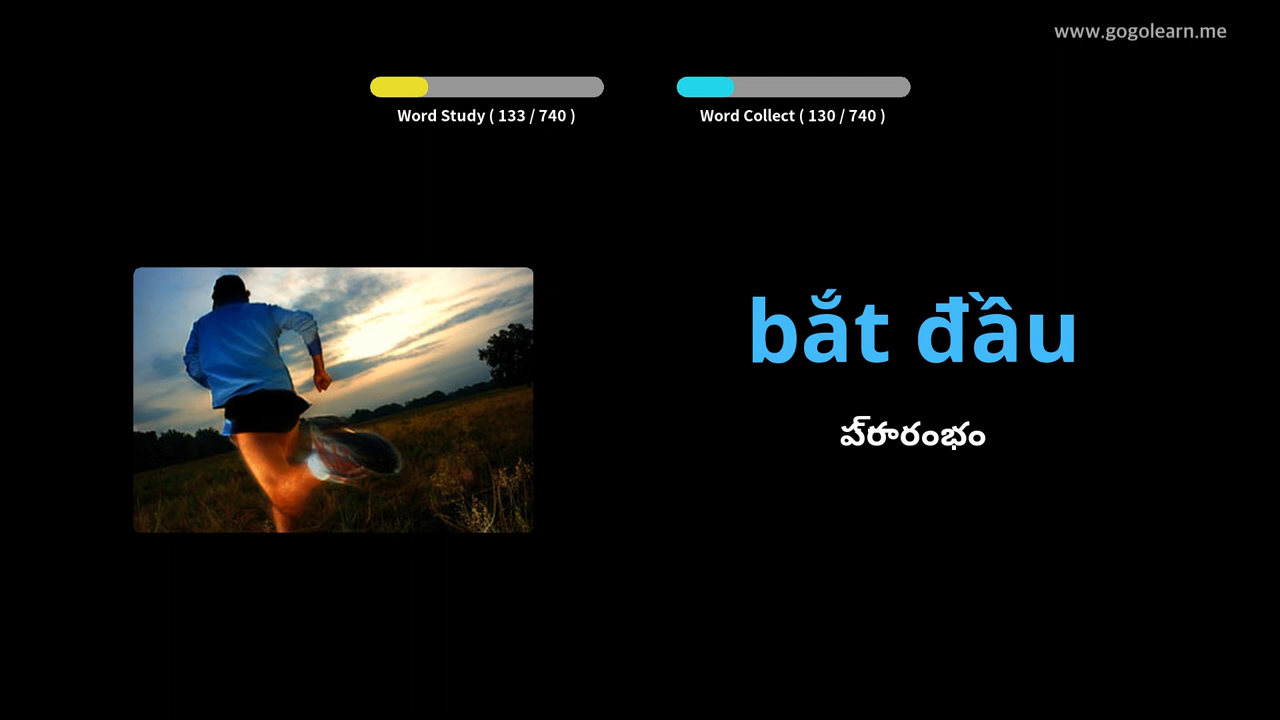 www.gogolearn.me
Word Study ( 133 / 740 )
Word Collect ( 130 / 740 )
bắt đầu
ప్రారంభం